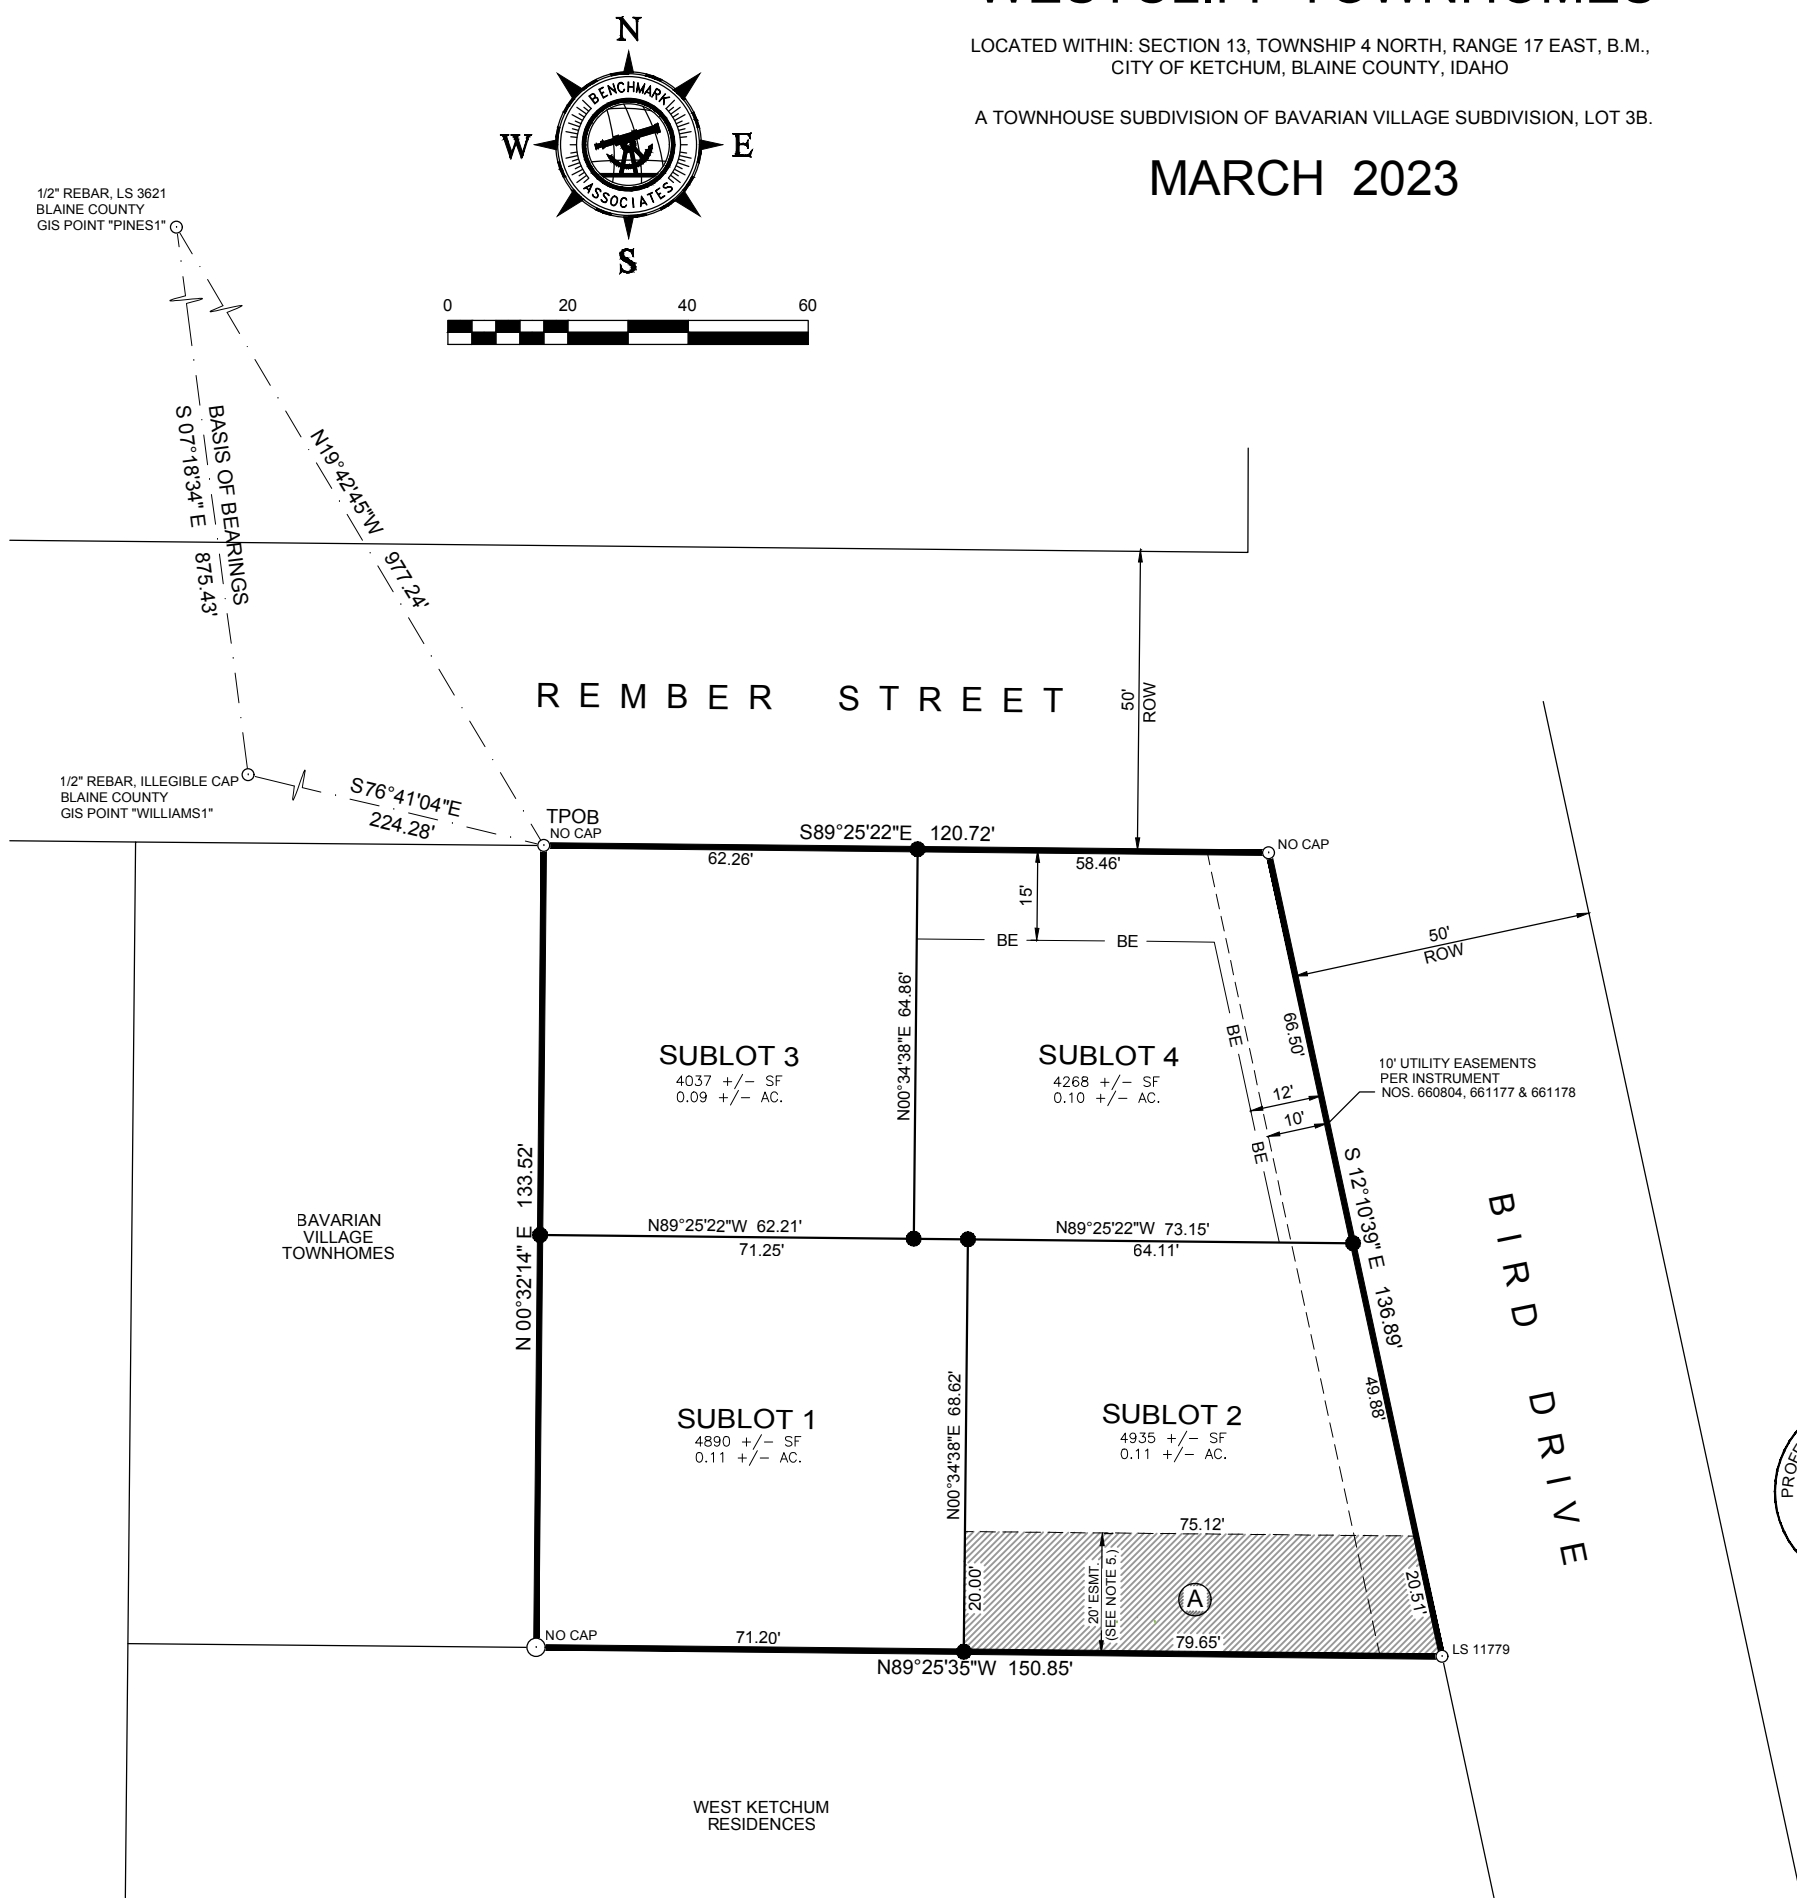 LOCATED WITHIN: SECTION 13, TOWNSHIP 4 NORTH, RANGE 17 EAST, B.M.,
CITY OF KETCHUM, BLAINE COUNTY, IDAHO
A TOWNHOUSE SUBDIVISION OF BAVARIAN VILLAGE SUBDIVISION, LOT 3B.
MARCH 2023
N
W
E
S
BENCHMARK
ASSOCIATES
0 20 40 60
1/2" REBAR, LS 3621
BLAINE COUNTY
GIS POINT "PINES1"
BASIS OF BEARINGS
S 07°18'34" E 875.43'
N19°42'45"W 977.24'
REMBER STREET
50'
ROW
1/2" REBAR, ILLEGIBLE CAP
BLAINE COUNTY
GIS POINT "WILLIAMS1"
S76°41'04"E
224.28'
TPOB
NO CAP
S89°25'22"E 120.72'
62.26'
58.46'
NO CAP
15'
BE BE
50'
ROW
N00°34'38"E 64.86'
SUBLOT 3
4037 +/- SF
0.09 +/- AC.
SUBLOT 4
4268 +/- SF
0.10 +/- AC.
BE
BE
66.50'
12'
10'
10' UTILITY EASEMENTS
PER INSTRUMENT
NOS. 660804, 661177 & 661178
S 12°10'39" E 136.89'
N 00°32'14" E 133.52'
BAVARIAN
VILLAGE
TOWNHOMES
N89°25'22"W 62.21'
71.25'
N89°25'22"W 73.15'
64.11'
BIRD DRIVE
SUBLOT 1
4890 +/- SF
0.11 +/- AC.
N00°34'38"E 68.62'
SUBLOT 2
4935 +/- SF
0.11 +/- AC.
49.88'
75.12'
20.00'
20' ESMT.
(SEE NOTE 5.)
A
20.51'
79.65'
NO CAP
71.20'
N89°25'35"W 150.85'
LS 11779
WEST KETCHUM
RESIDENCES